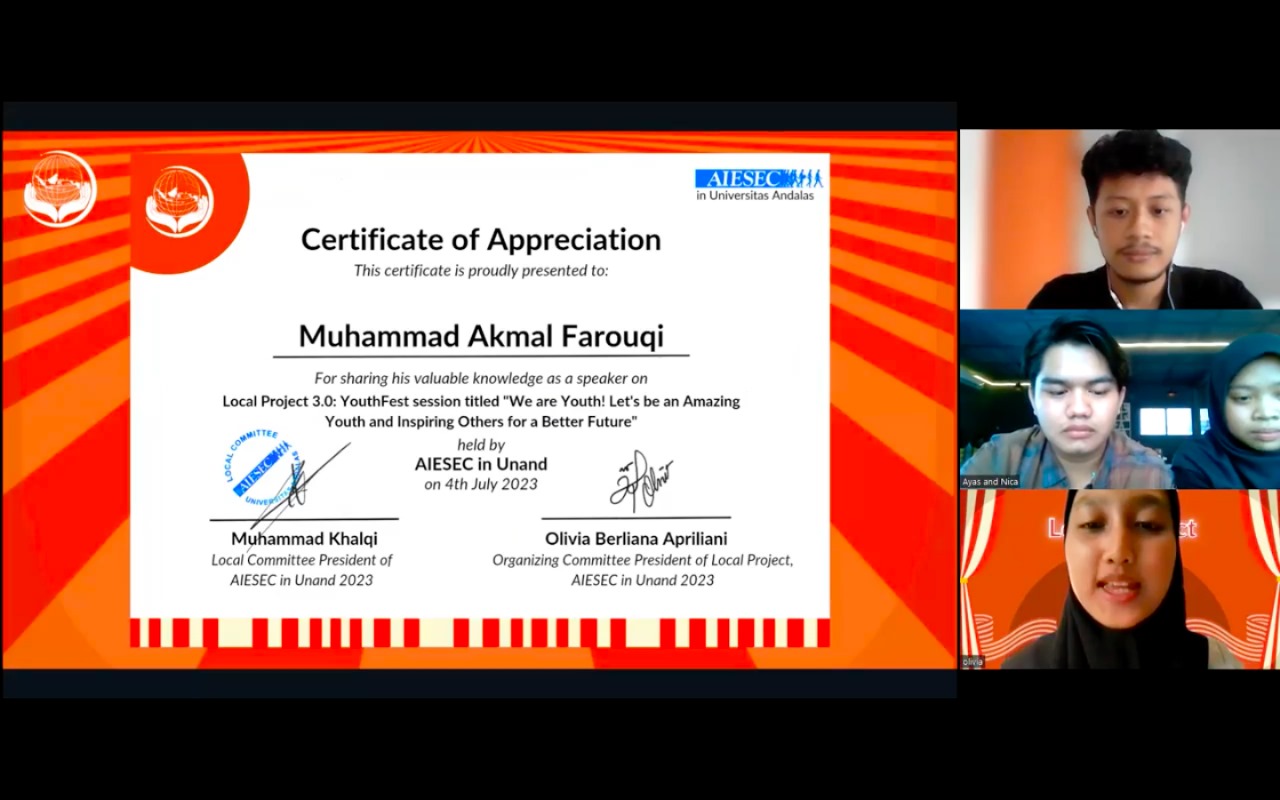 AIESEC
in Universitas Andalas
Certificate of Appreciation
This certificate is proudly presented to:
Muhammad Akmal Farouqi
For sharing his valuable knowledge as a speaker on
Local Project 3.0: YouthFest session titled "We are Youth! Let's be an Amazing
Youth and Inspiring Others for a Better Future"
held by
AIESEC in Unand
on 4th July 2023
LOCAL COMMITTEE
AIESEC
Muhammad Khalqi
Local Committee President of
AIESEC in Unand 2023
Olivia Berliana Apriliani
Organizing Committee President of Local Project,
AIESEC in Unand 2023
Ayas and Nica
olivia